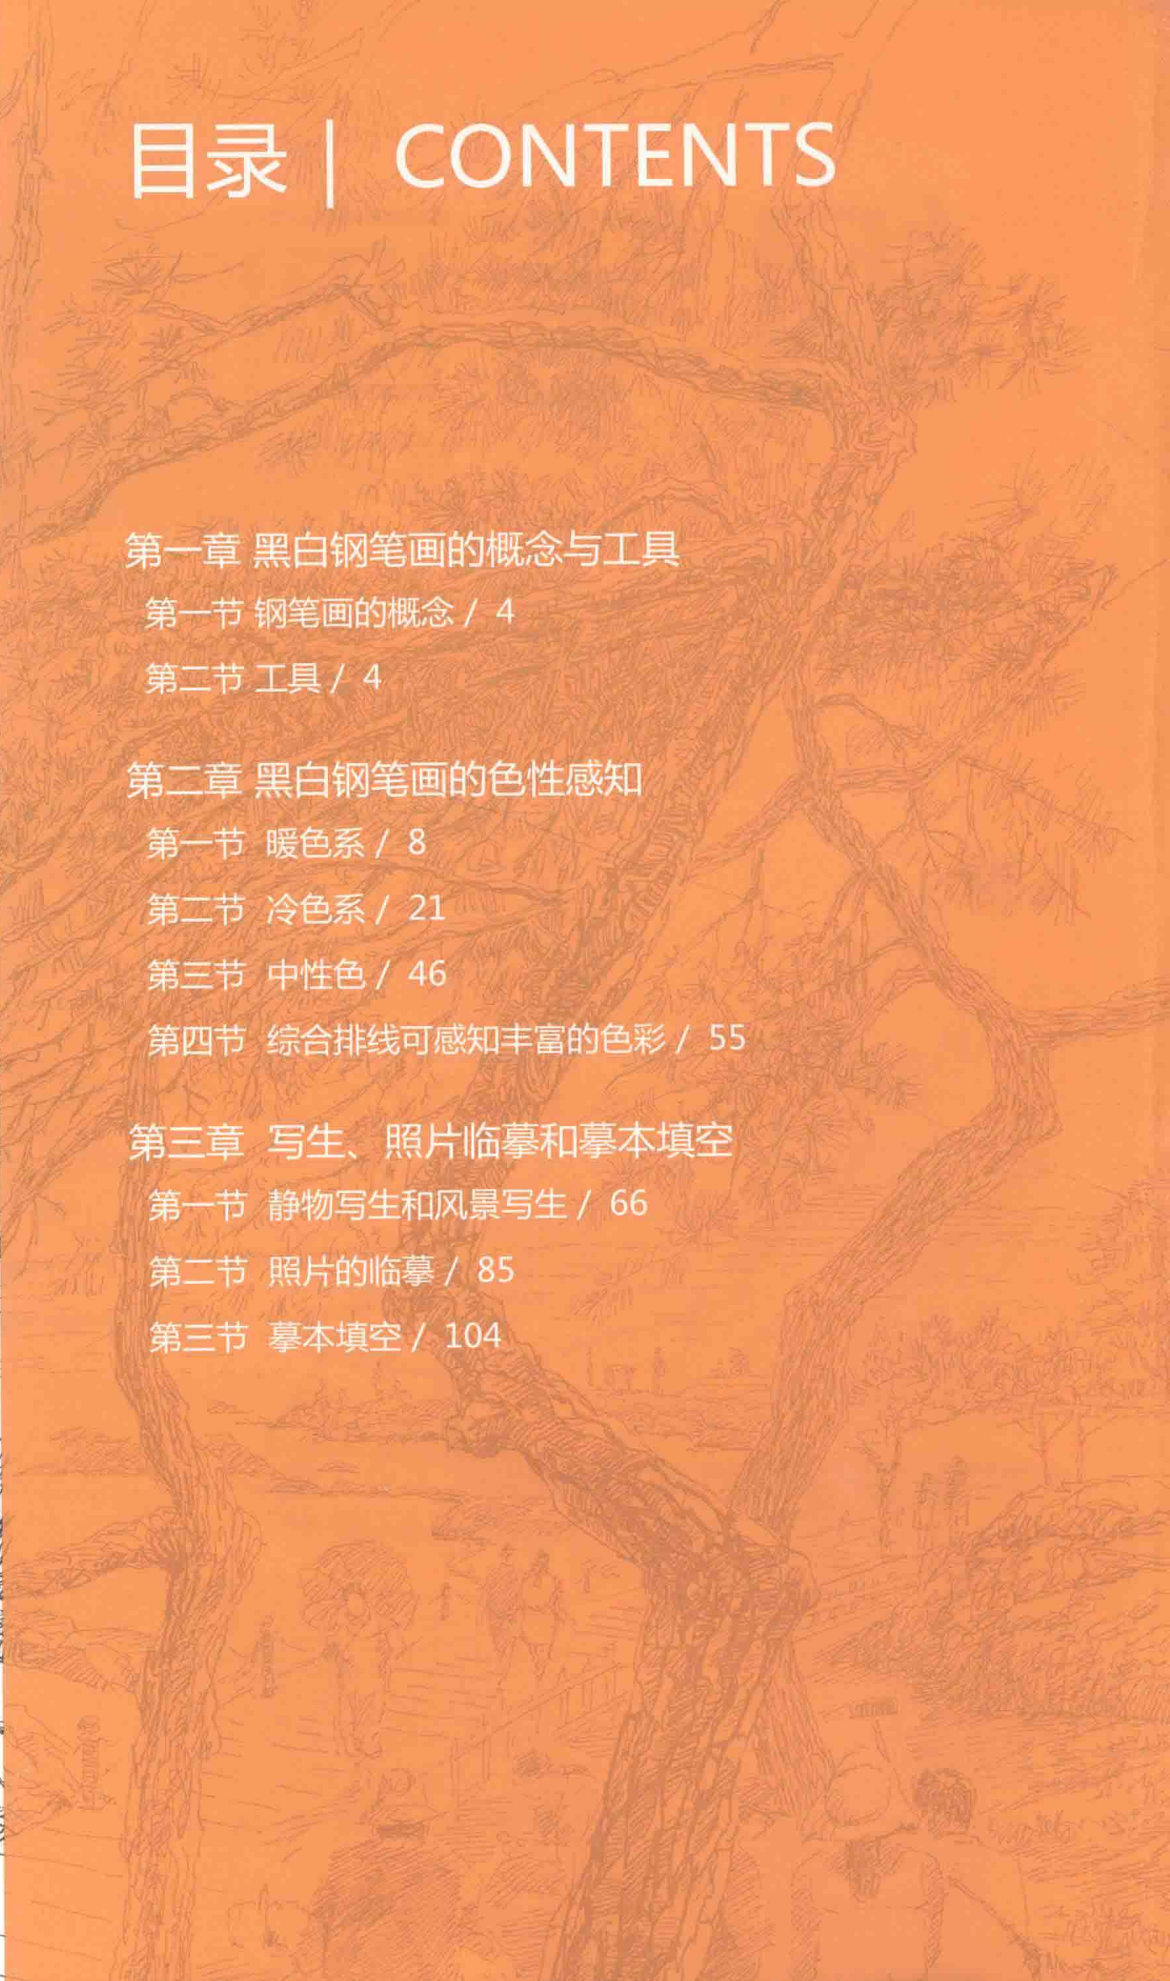 目录 | CONTENTS
第一章 黑白钢笔画的概念与工具
第一节 钢笔画的概念 / 4
第二节 工具 / 4
第二章 黑白钢笔画的色性感知
第一节 暖色系 / 8
第二节 冷色系 / 21
第三节 中性色 / 46
第四节 综合排线可感知丰富的色彩 / 55
第三章 写生、照片临摹和摹本填空
第一节 静物写生和风景写生 / 66
第二节 照片的临摹 / 85
第三节 摹本填空 / 104